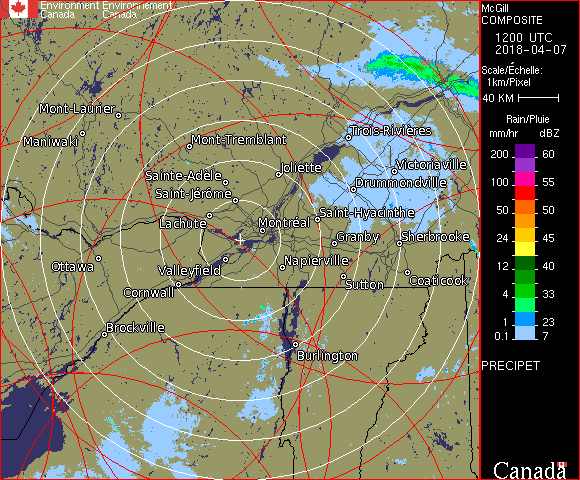 Environment Environnement
Canada Canada
McGill
COMPOSITE
1200 UTC
2018-04-07
Scale/Échelle:
1km/Pixel
40 KM
Rain/Pluie
mm/hr dBZ
200 60
150 57
100 55
50 50
24 45
12 40
4 33
1 23
0.1 7
PRECIPET
Canada
Mont-Laurier
Maniwaki
Mont-Tremblant
Trois-Rivières
Sainte-Adèle
Joliette
Victoriaville
Saint-Jérôme
Drummondville
Lachute
Montréal
Saint-Hyacinthe
Granby
Sherbrooke
Ottawa
Valleyfield
Napierville
Cornwall
Sutton
Coaticook
Brockville
Burlington